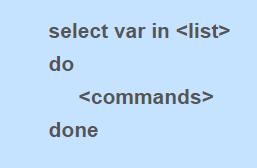 select var in <list>
do
<commands>
done